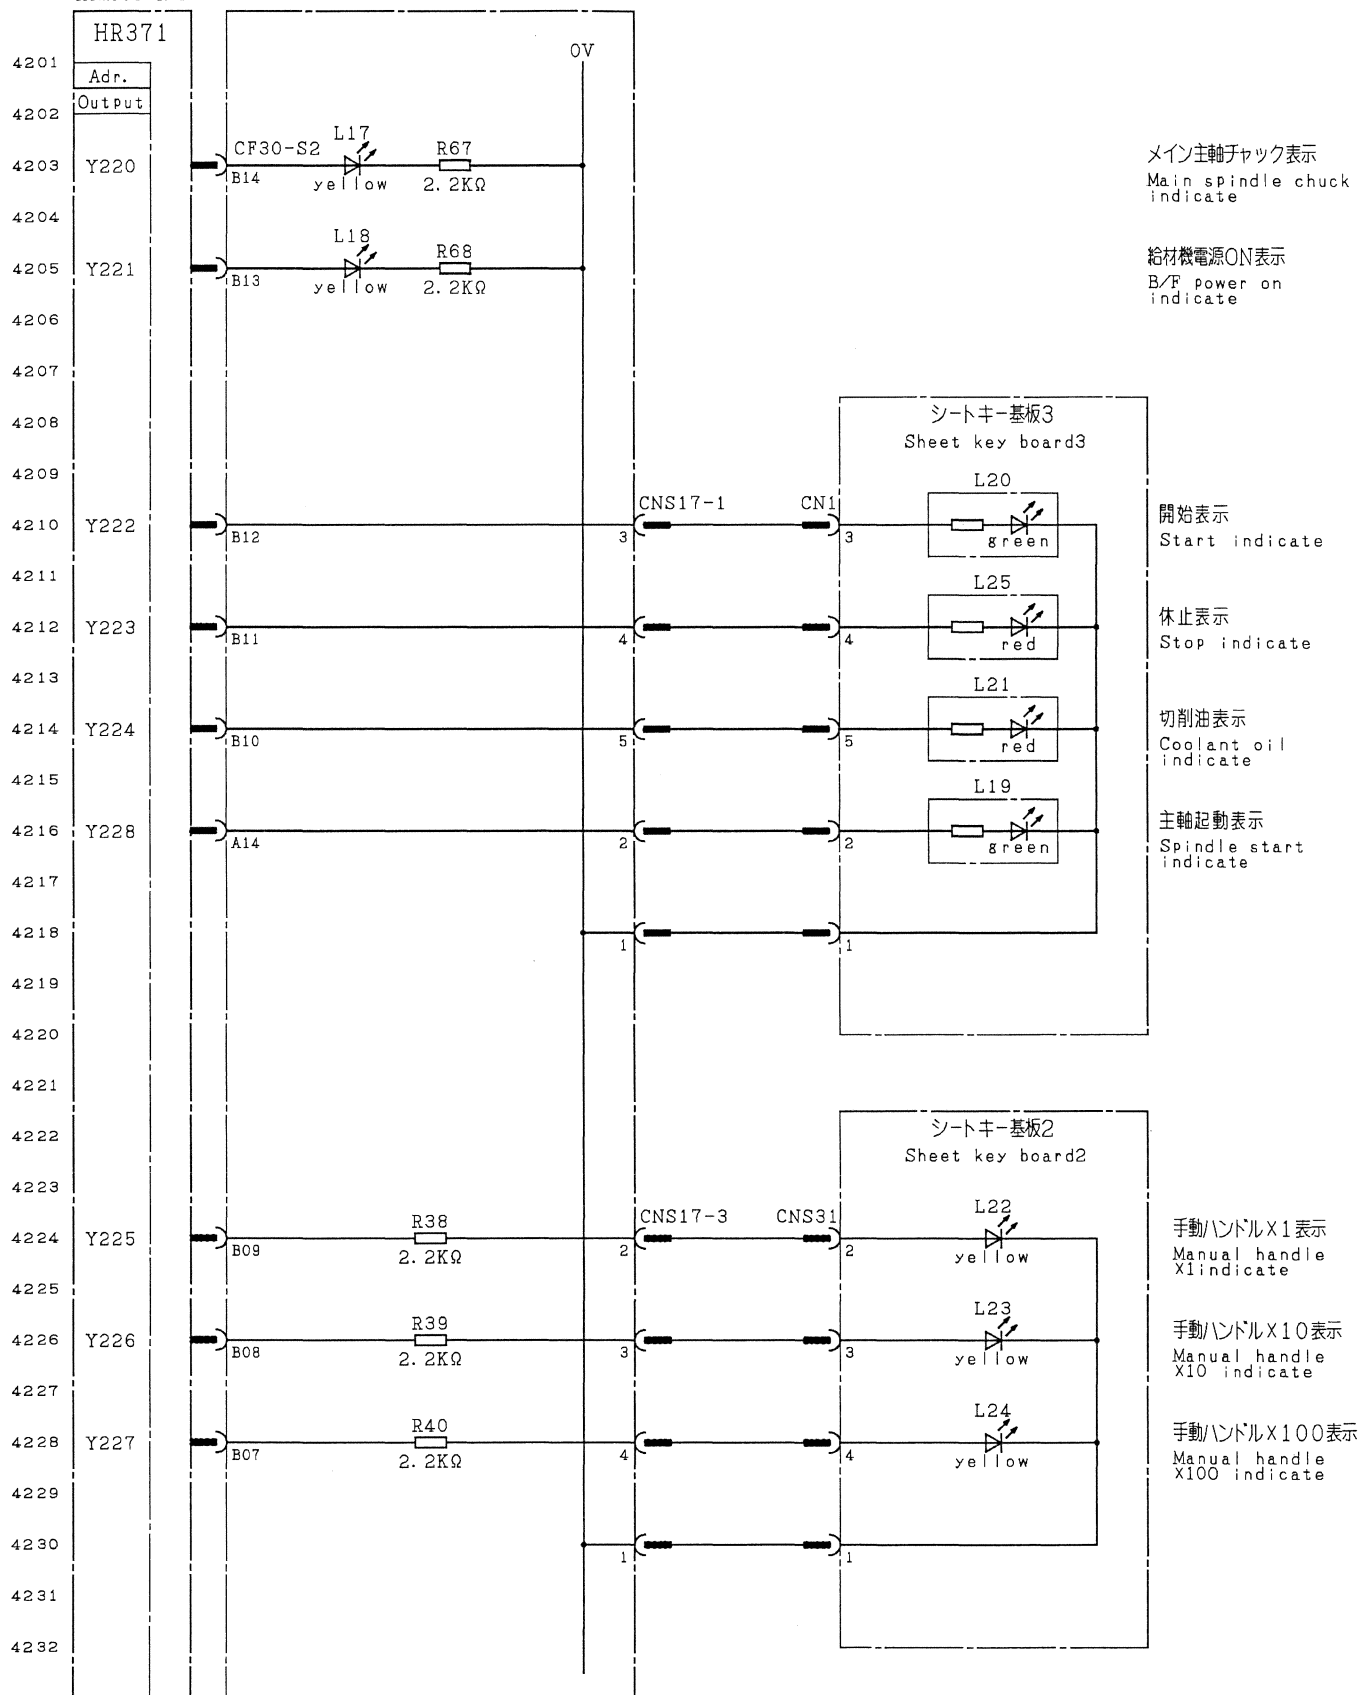 HR371
0V
4201
Adr.
Output
4202
CF30-S2
L17
R67
4203
Y220
B14
yellow
2.2KΩ
メイン主軸チャック表示
Main spindle chuck
indicate
4204
L18
R68
4205
Y221
B13
yellow
2.2KΩ
給材機電源ON表示
B/F power on
indicate
4206
4207
4208
シートキー基板3
Sheet key board3
4209
CNS17-1
CN1
L20
4210
Y222
B12
3
3
green
開始表示
Start indicate
4211
L25
4212
Y223
B11
4
4
red
休止表示
Stop indicate
4213
L21
4214
Y224
B10
5
5
red
切削油表示
Coolant oil
indicate
4215
L19
4216
Y228
A14
2
2
green
主軸起動表示
Spindle start
indicate
4217
4218
1
1
4219
4220
4221
4222
シートキー基板2
Sheet key board2
4223
R38
CNS17-3
CNS31
L22
4224
Y225
B09
2.2KΩ
2
2
yellow
手動ハンドルX1表示
Manual handle
X1indicate
4225
R39
L23
4226
Y226
B08
2.2KΩ
3
3
yellow
手動ハンドルX10表示
Manual handle
X10 indicate
4227
R40
L24
4228
Y227
B07
2.2KΩ
4
4
yellow
手動ハンドルX100表示
Manual handle
X100 indicate
4229
4230
1
1
4231
4232